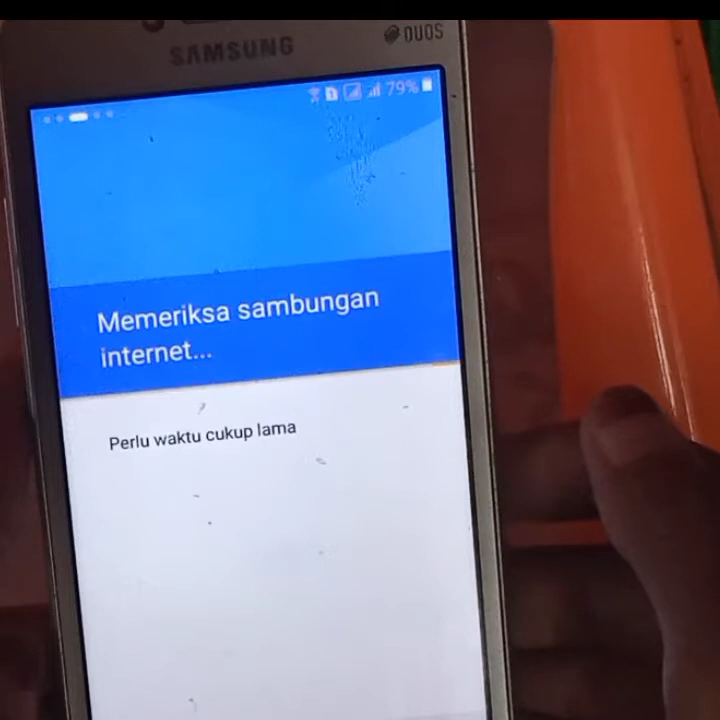 DUOS
SAMSUNG
79%
Memeriksa sambungan
internet...
Perlu waktu cukup lama